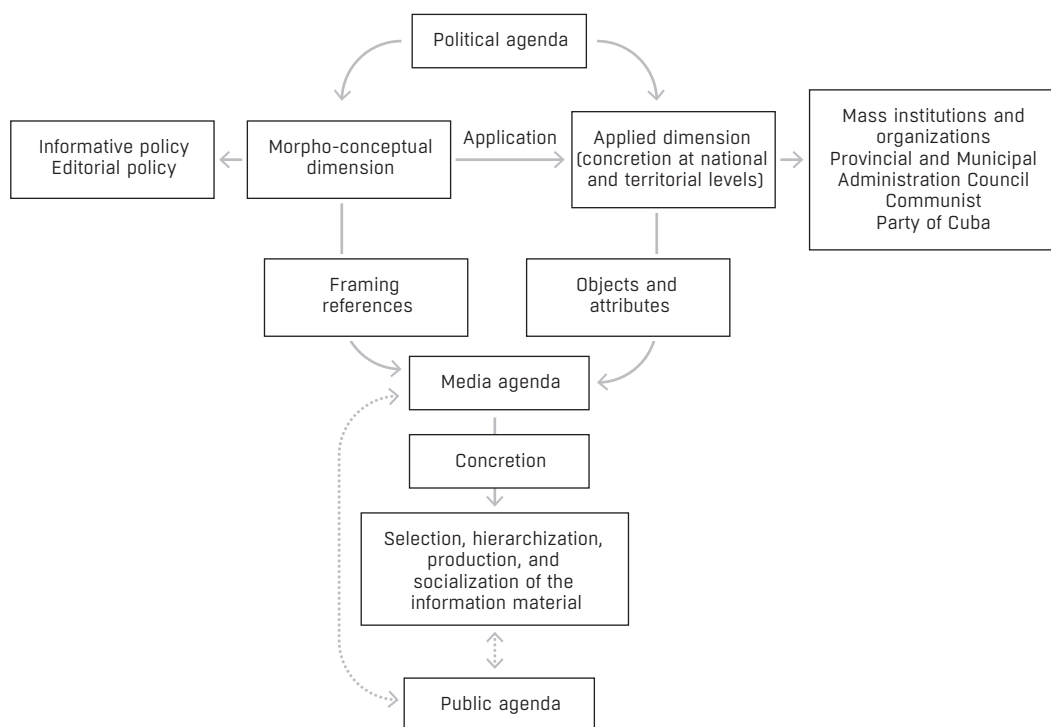 Political agenda
Informative policy
Editorial policy
Morpho-conceptual
dimension
Application
Applied dimension
(concretion at national
and territorial levels)
Mass institutions and
organizations
Provincial and Municipal
Administration Council
Communist
Party of Cuba
Framing
references
Objects and
attributes
Media agenda
Concretion
Selection, hierarchization,
production, and
socialization of the
information material
Public agenda